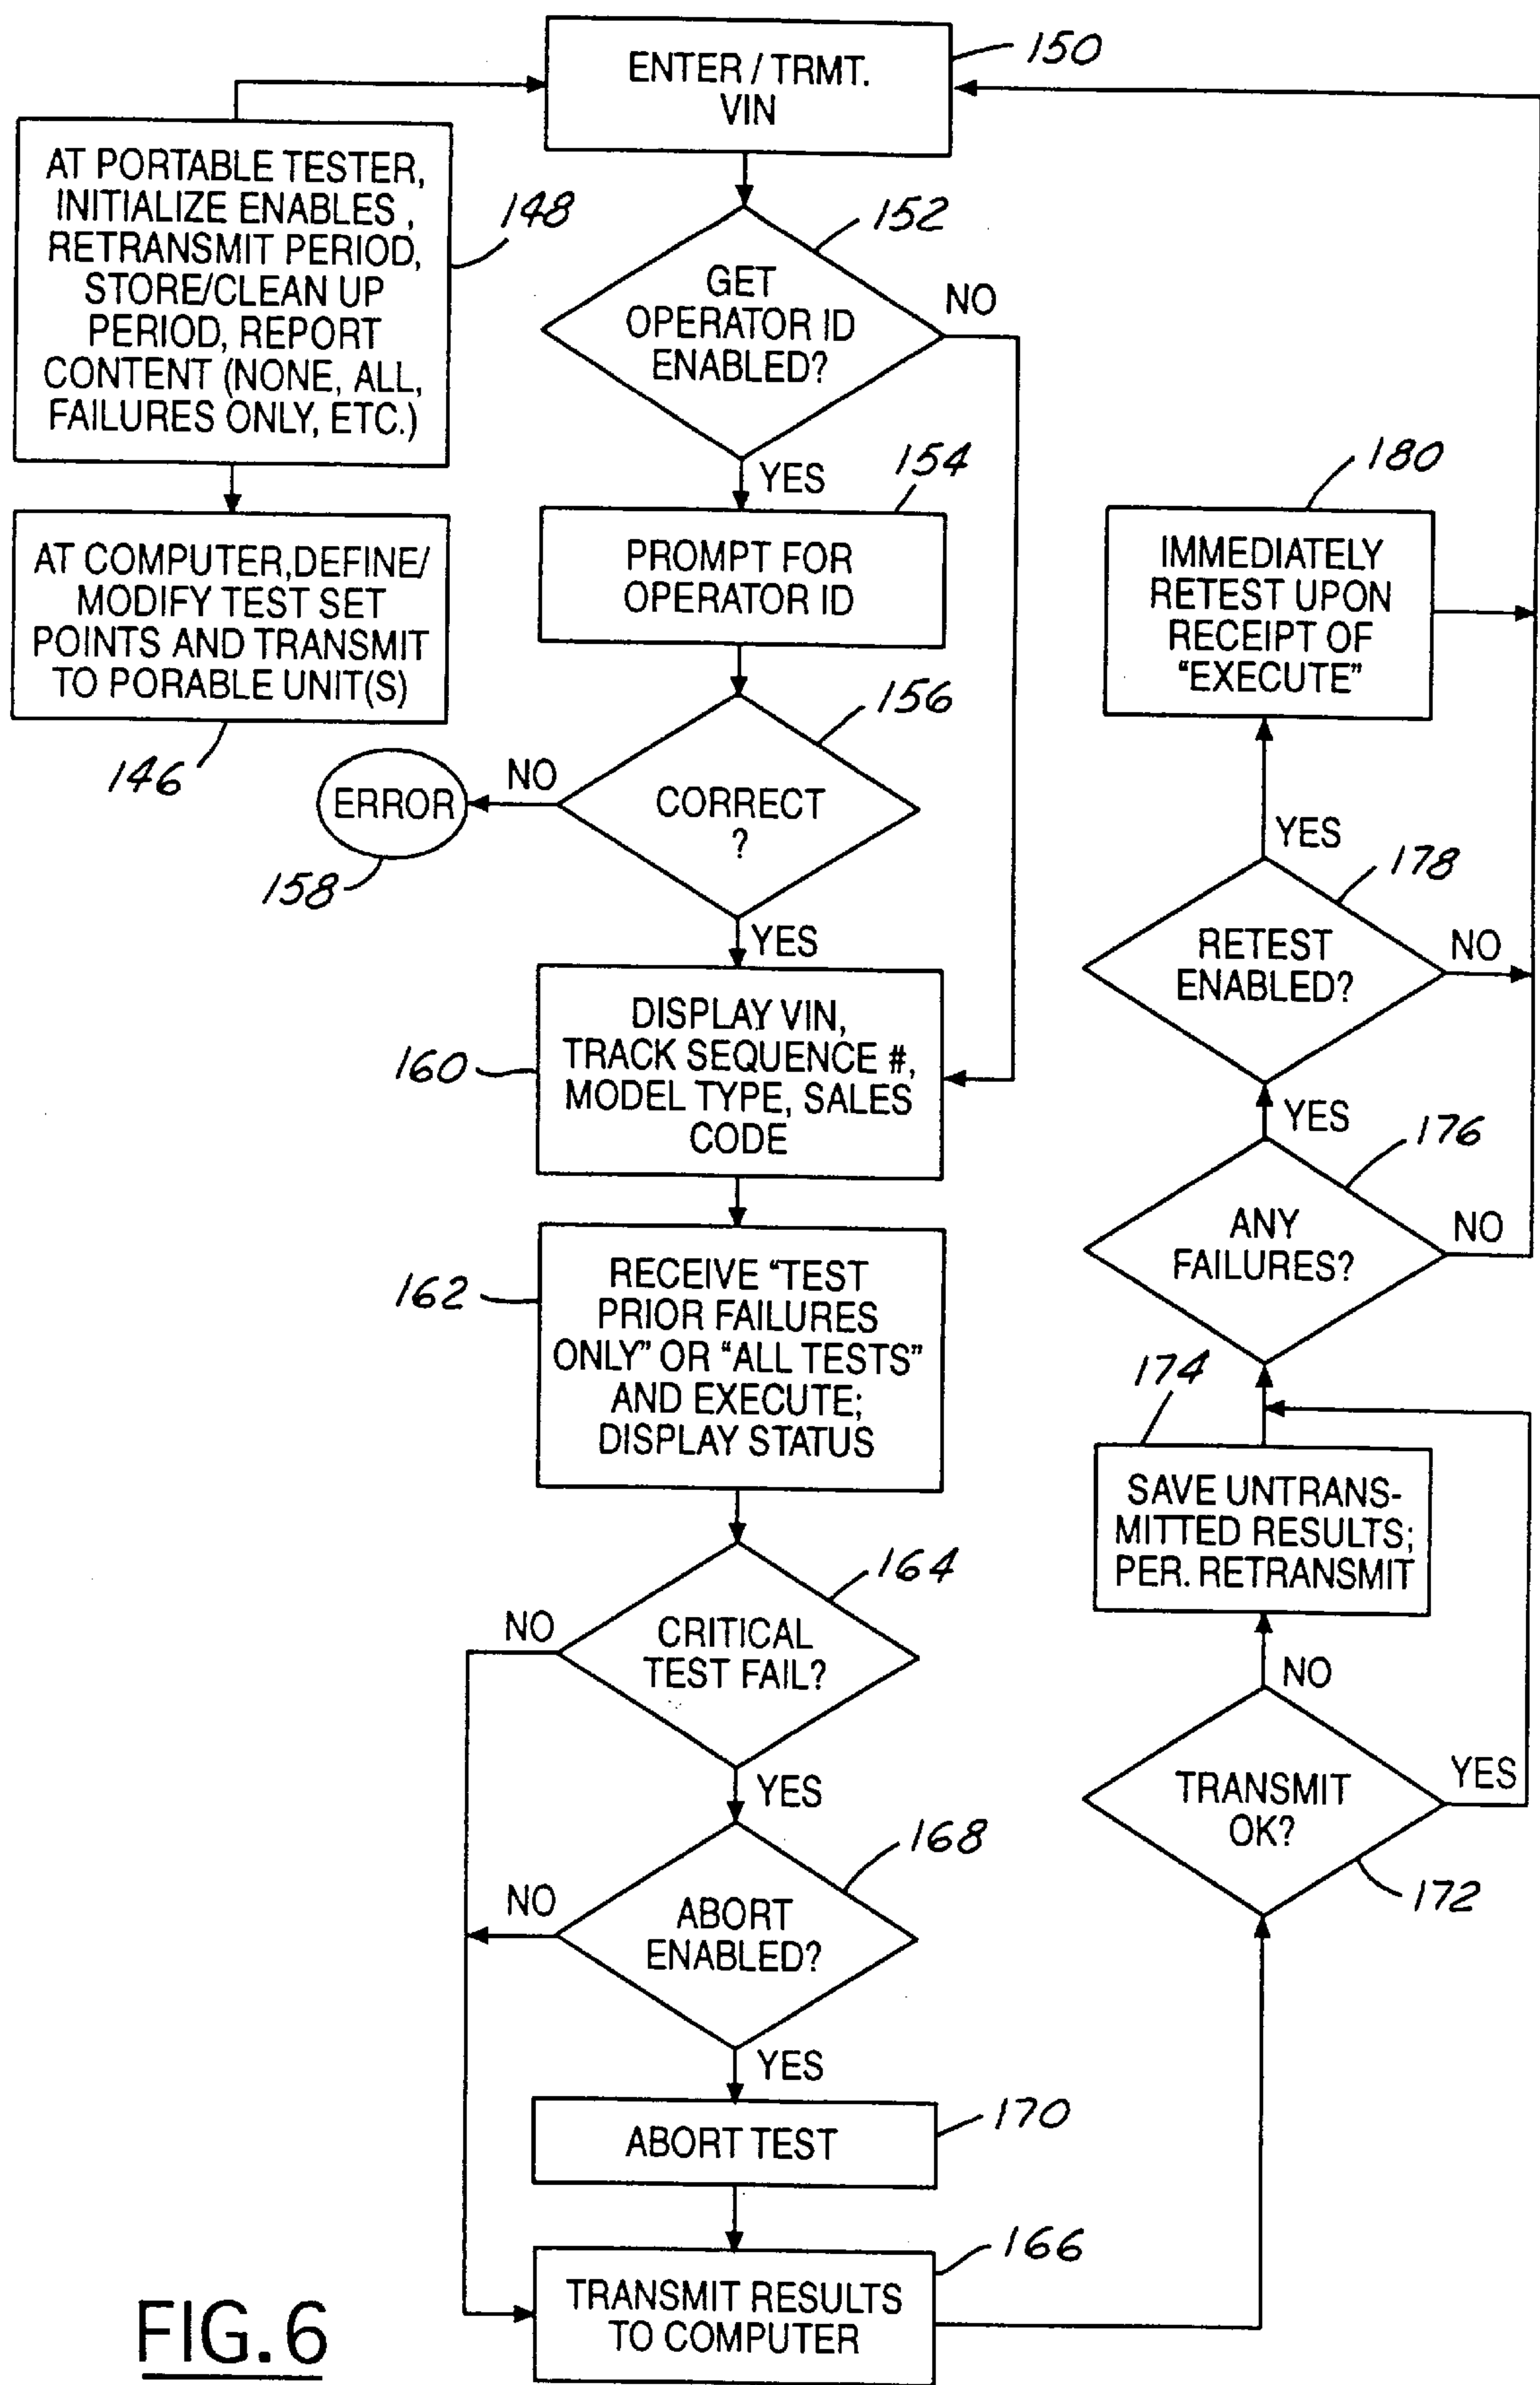 150
ENTER / TRMT.
VIN
AT PORTABLE TESTER,
INITIALIZE ENABLES ,
RETRANSMIT PERIOD,
STORE/CLEAN UP
PERIOD, REPORT
CONTENT (NONE, ALL,
FAILURES ONLY, ETC.)
148
AT COMPUTER,DEFINE/
MODIFY TEST SET
POINTS AND TRANSMIT
TO PORABLE UNIT(S)
146
152
GET
OPERATOR ID
ENABLED?
NO
YES
154
PROMPT FOR
OPERATOR ID
156
CORRECT
?
NO
ERROR
158
YES
160
DISPLAY VIN,
TRACK SEQUENCE #,
MODEL TYPE, SALES
CODE
162
RECEIVE “TEST
PRIOR FAILURES
ONLY” OR “ALL TESTS”
AND EXECUTE;
DISPLAY STATUS
164
CRITICAL
TEST FAIL?
NO
YES
168
ABORT
ENABLED?
NO
YES
170
ABORT TEST
166
TRANSMIT RESULTS
TO COMPUTER
180
IMMEDIATELY
RETEST UPON
RECEIPT OF
“EXECUTE”
YES
178
RETEST
ENABLED?
NO
YES
176
ANY
FAILURES?
NO
174
SAVE UNTRANS-
MITTED RESULTS;
PER. RETRANSMIT
NO
TRANSMIT
OK?
YES
172
FIG. 6